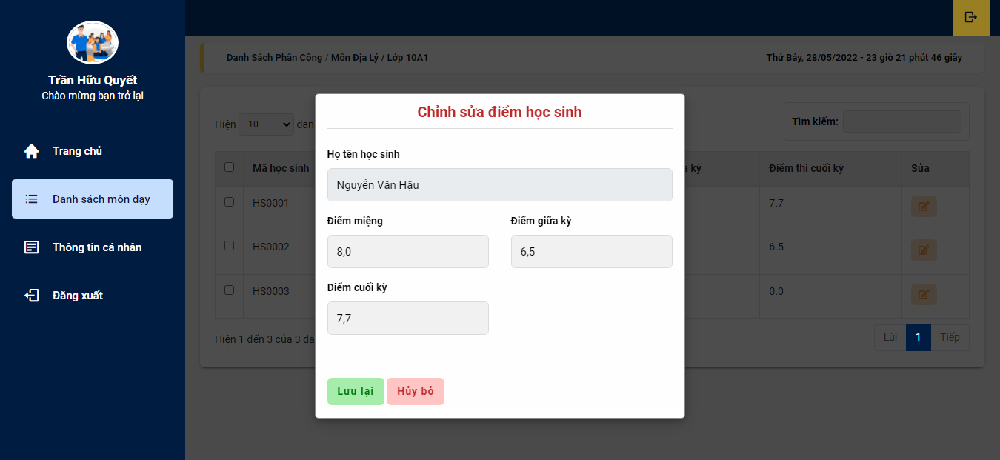 Trần Hữu Quyết
Chào mừng bạn trở lại
Trang chủ
Danh sách môn dạy
Thông tin cá nhân
Đăng xuất
Danh Sách Phân Công / Môn Địa Lý / Lớp 10A1
Thứ Bảy, 28/05/2022 - 23 giờ 21 phút 46 giây
Hiện 10 dan
Tìm kiếm:
Mã học sinh
kỳ
Điểm thi cuối kỳ
Sửa
HS0001
7.7
HS0002
6.5
HS0003
0.0
Hiện 1 đến 3 của 3 da
Lùi 1 Tiếp
Chỉnh sửa điểm học sinh
Họ tên học sinh
Nguyễn Văn Hậu
Điểm miệng
Điểm giữa kỳ
8,0
6,5
Điểm cuối kỳ
7,7
Lưu lại
Hủy bỏ